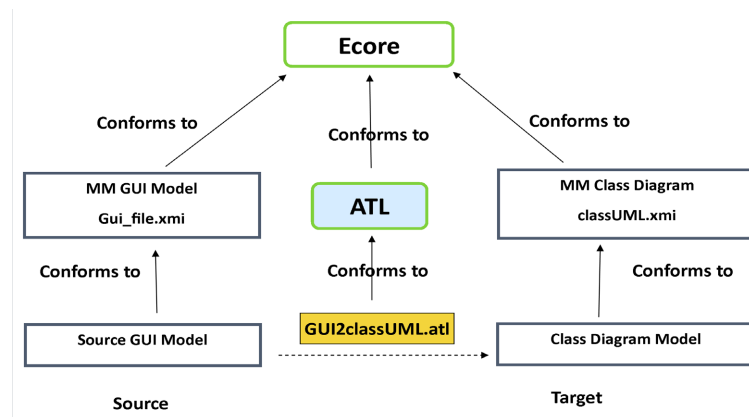 Ecore
Conforms to
Conforms to
Conforms to
MM GUI Model
Gui_file.xmi
ATL
MM Class Diagram
classUML.xmi
Conforms to
Conforms to
Conforms to
Source GUI Model
GUI2classUML.atl
Class Diagram Model
Source
Target